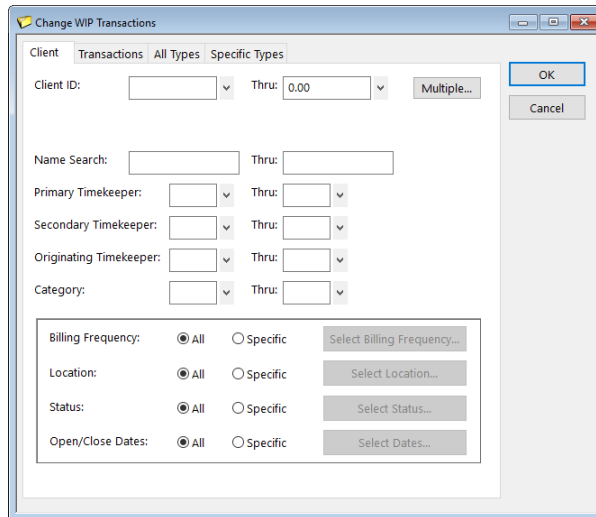 Change WIP Transactions
Client Transactions All Types Specific Types
Client ID: Thru: 0.00 Multiple...
OK
Cancel
Name Search: Thru:
Primary Timekeeper: Thru:
Secondary Timekeeper: Thru:
Originating Timekeeper: Thru:
Category: Thru:
Billing Frequency: All Specific Select Billing Frequency...
Location: All Specific Select Location...
Status: All Specific Select Status...
Open/Close Dates: All Specific Select Dates...